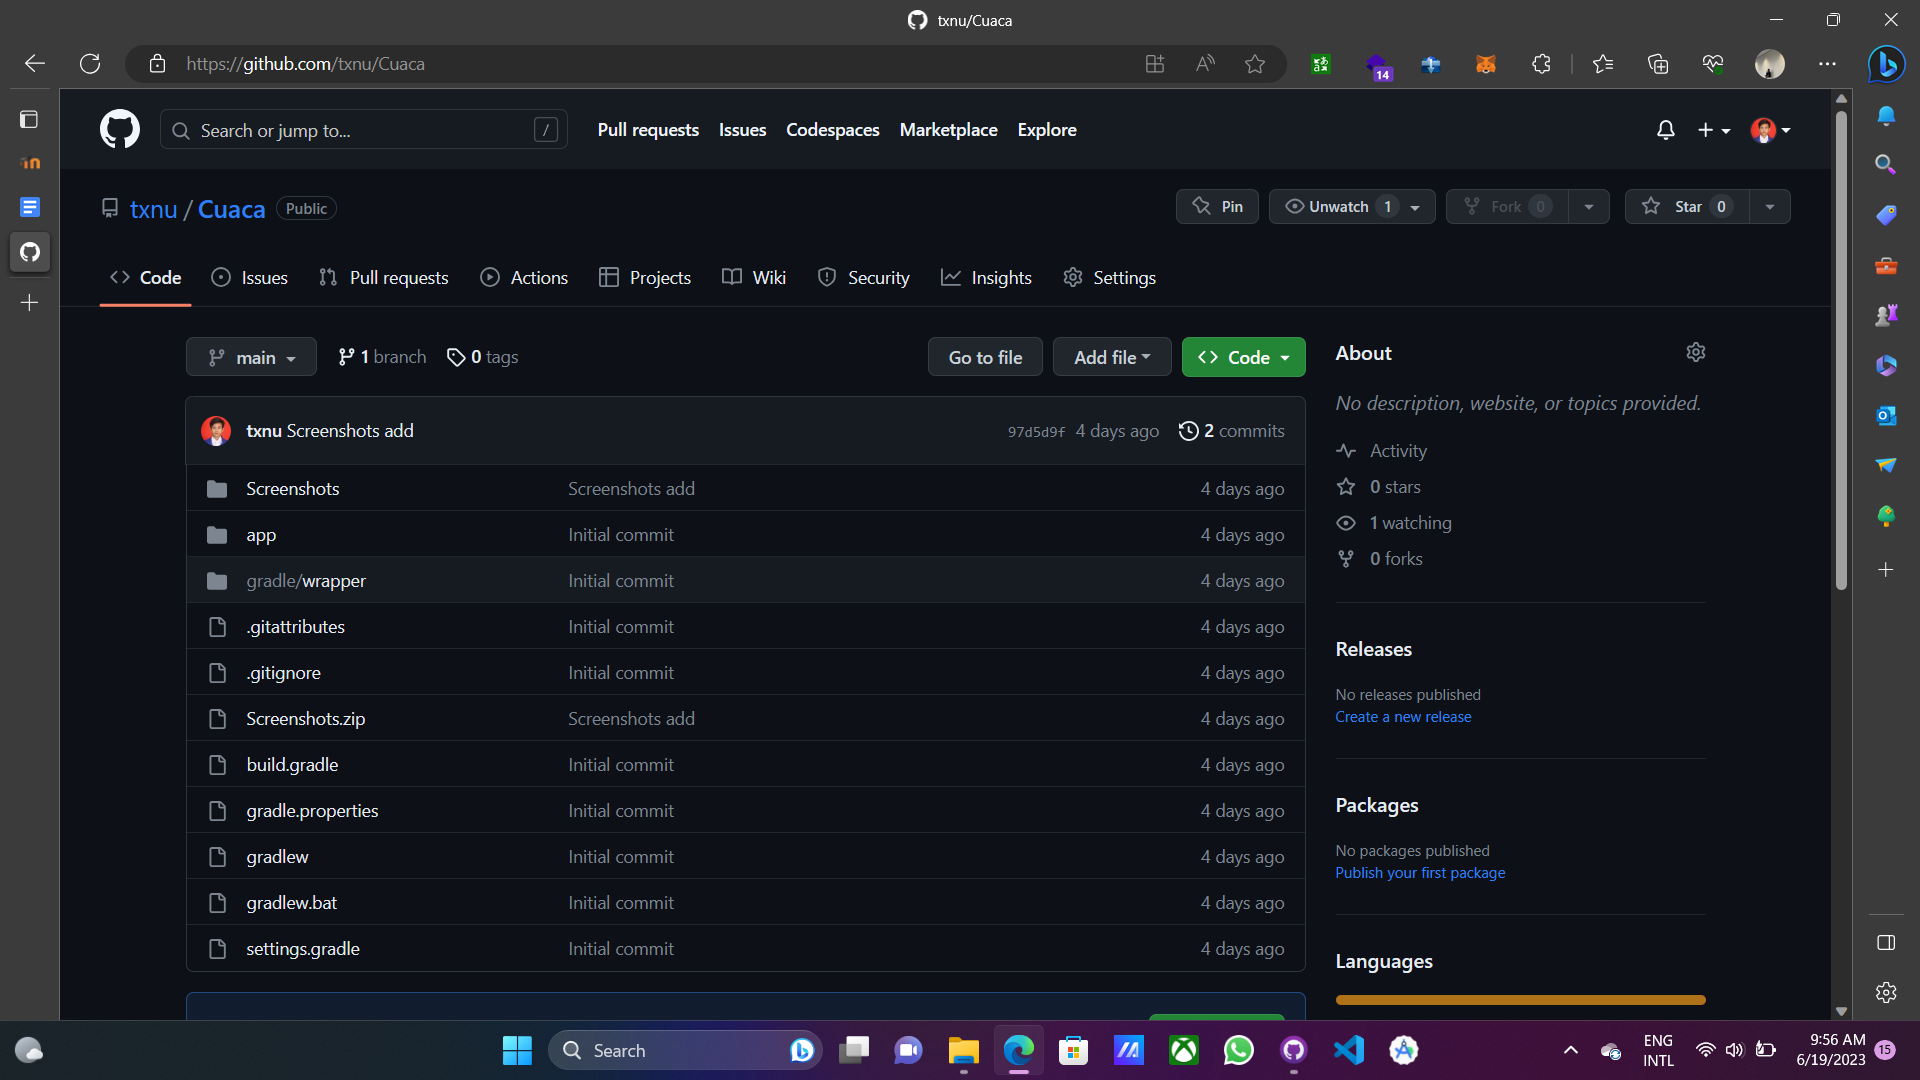 txnu/Cuaca
https://github.com/txnu/Cuaca
14
Search or jump to... /
Pull requests Issues Codespaces Marketplace Explore
txnu / Cuaca Public
Pin Unwatch 1 Fork 0 Star 0
Code Issues Pull requests Actions Projects Wiki Security Insights Settings
main 1 branch 0 tags Go to file Add file Code
txnu Screenshots add 97d5d9f 4 days ago 2 commits
Screenshots Screenshots add 4 days ago
app Initial commit 4 days ago
gradle/wrapper Initial commit 4 days ago
.gitattributes Initial commit 4 days ago
.gitignore Initial commit 4 days ago
Screenshots.zip Screenshots add 4 days ago
build.gradle Initial commit 4 days ago
gradle.properties Initial commit 4 days ago
gradlew Initial commit 4 days ago
gradlew.bat Initial commit 4 days ago
settings.gradle Initial commit 4 days ago
About
No description, website, or topics provided.
Activity
0 stars
1 watching
0 forks
Releases
No releases published
Create a new release
Packages
No packages published
Publish your first package
Languages
Search
ENG
INTL
9:56 AM
6/19/2023
15